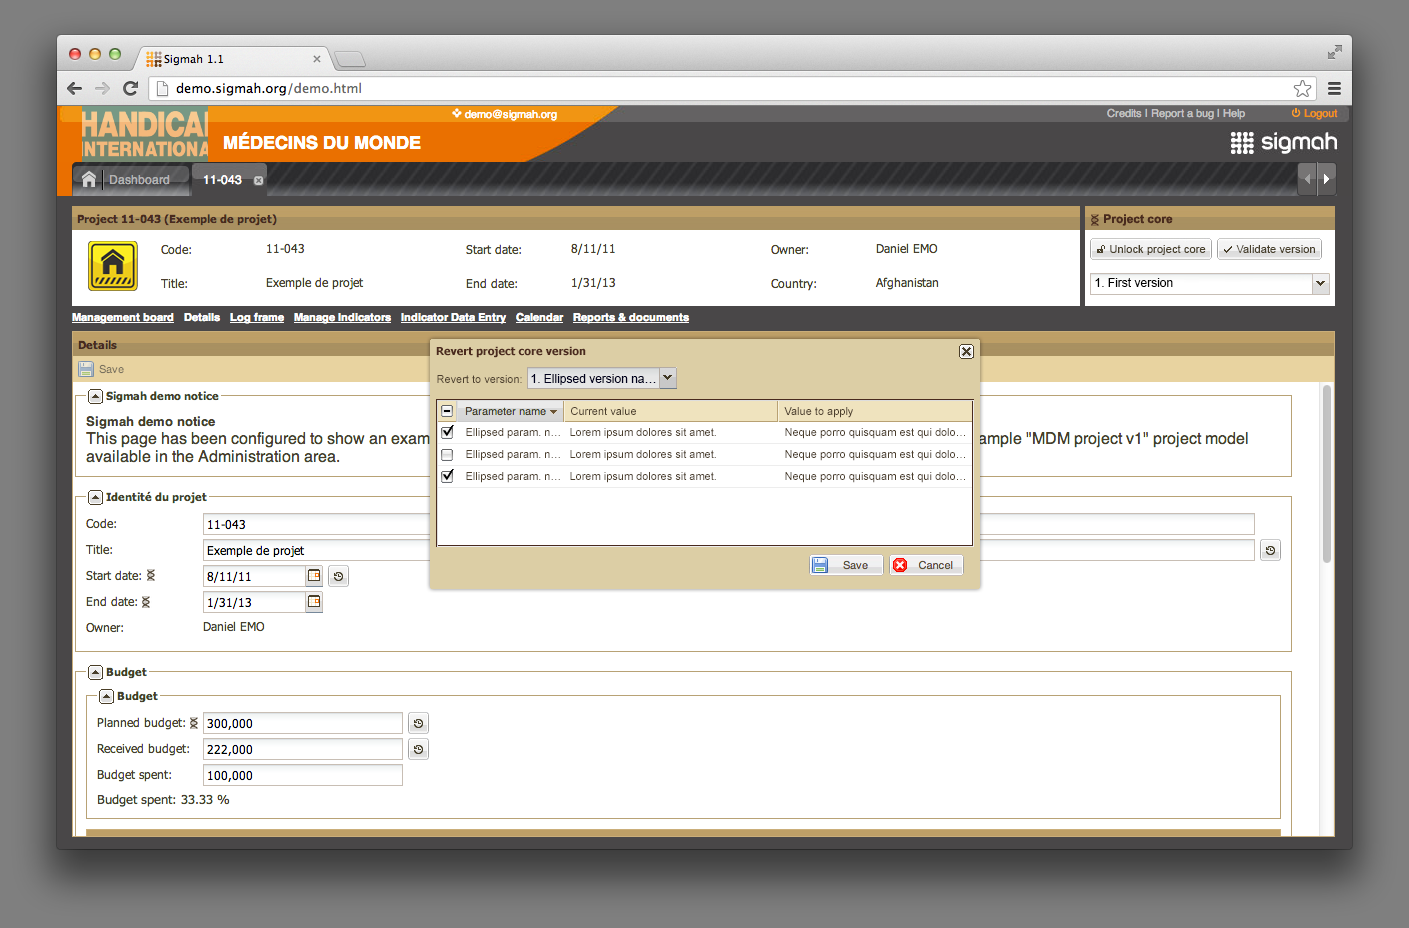 Sigmah 1.1
demo.sigmah.org/demo.html
demo@sigmah.org
Credits | Report a bug | Help
Logout
HANDICA
INTERNATIONA
MÉDECINS DU MONDE
sigmah
Dashboard
11-043
Project 11-043 (Exemple de projet)
Project core
Code: 11-043 Start date: 8/11/11 Owner: Daniel EMO
Unlock project core Validate version
Title: Exemple de projet End date: 1/31/13 Country: Afghanistan
1. First version
Management board Details Log frame Manage Indicators Indicator Data Entry Calendar Reports & documents
Details
Save
Revert project core version
Revert to version: 1. Ellipsed version na...
Parameter name Current value Value to apply
Ellipsed param. n... Lorem ipsum dolores sit amet. Neque porro quisquam est qui dolo...
Ellipsed param. n... Lorem ipsum dolores sit amet. Neque porro quisquam est qui dolo...
Ellipsed param. n... Lorem ipsum dolores sit amet. Neque porro quisquam est qui dolo...
Save Cancel
Sigmah demo notice
Sigmah demo notice
This page has been configured to show an exam ample "MDM project v1" project model
available in the Administration area.
Identité du projet
Code: 11-043
Title: Exemple de projet
Start date: 8/11/11
End date: 1/31/13
Owner: Daniel EMO
Budget
Budget
Planned budget: 300,000
Received budget: 222,000
Budget spent: 100,000
Budget spent: 33.33 %